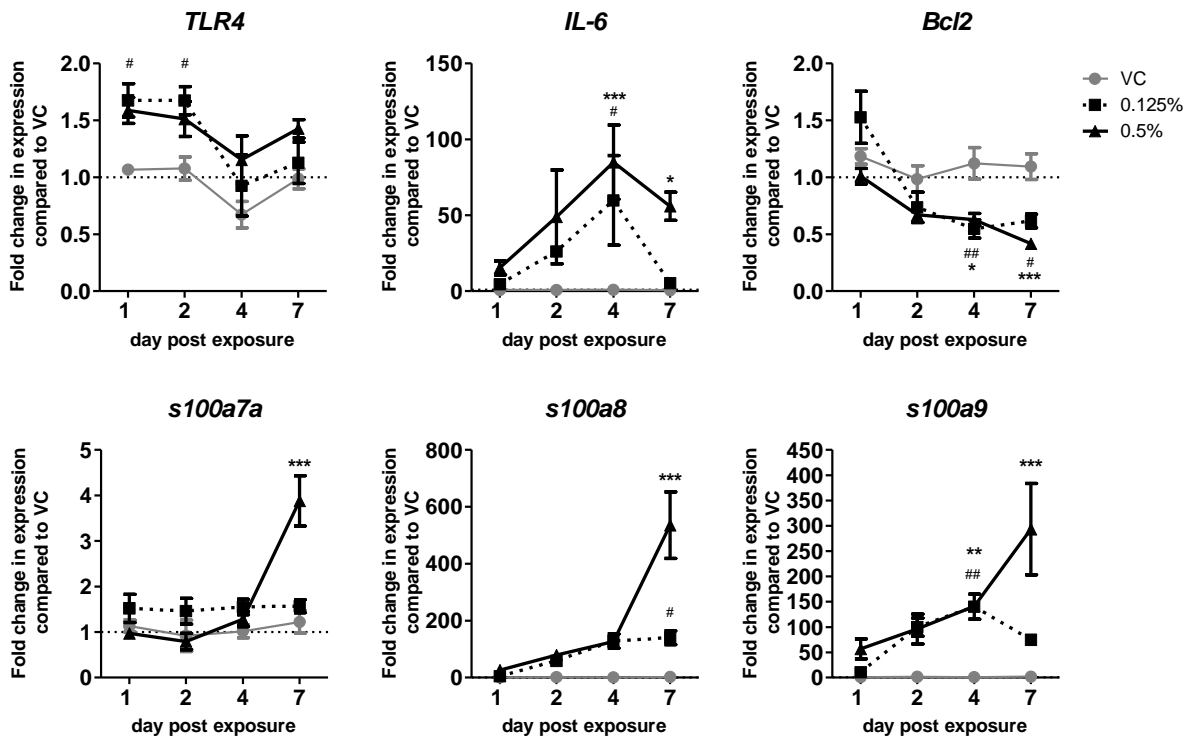 TLR4
Fold change in expression
compared to VC
2.0
1.5
1.0
0.5
0.0
# #
1 2 4 7
day post exposure
IL-6
Fold change in expression
compared to VC
150
100
50
0
***
#
*
1 2 4 7
day post exposure
Bcl2
Fold change in expression
compared to VC
2.0
1.5
1.0
0.5
0.0
##
*
#
***
1 2 4 7
day post exposure
VC
0.125%
0.5%
s100a7a
Fold change in expression
compared to VC
5
4
3
2
1
0
***
1 2 4 7
day post exposure
s100a8
Fold change in expression
compared to VC
800
600
400
200
0
***
#
1 2 4 7
day post exposure
s100a9
Fold change in expression
compared to VC
450
400
350
300
250
200
150
100
50
0
**
##
***
1 2 4 7
day post exposure